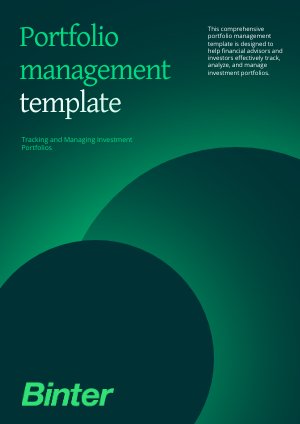 Portfolio
management
template
This comprehensive
portfolio management
template is designed to
help financial advisors and
investors effectively track,
analyze, and manage
investment portfolios.
Tracking and Managing Investment
Portfolios
Binter